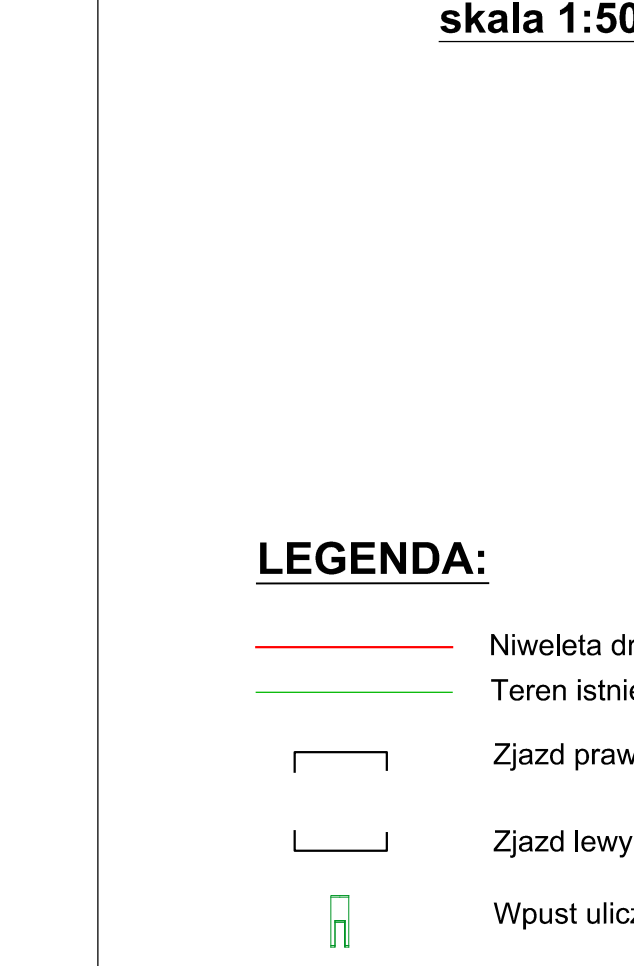 skala 1:50
LEGENDA:
Niweleta dr
Teren istnie
Zjazd praw
Zjazd lewy
Wpust ulicz